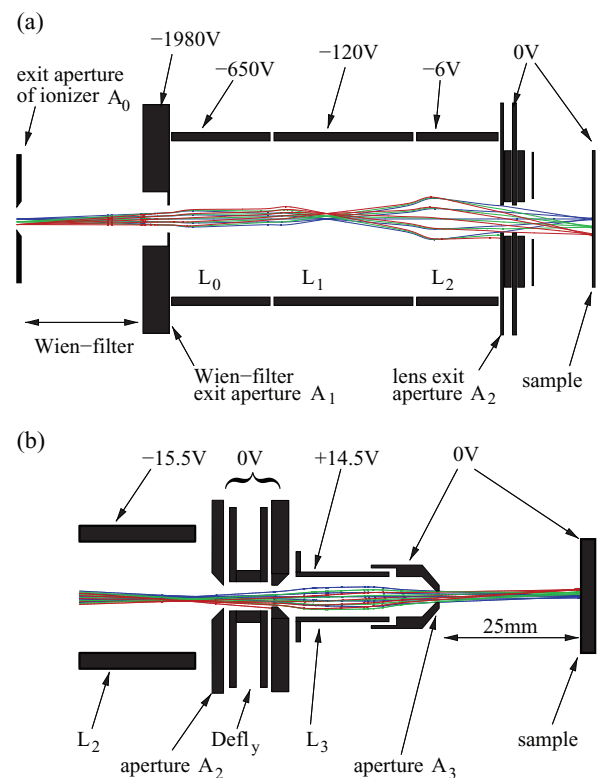 (a)
−1980V
exit aperture
of ionizer A0
−650V
−120V
−6V
0V
L0
L1
L2
Wien−filter
Wien−filter
exit aperture A1
lens exit
aperture A2
sample
(b)
−15.5V
0V
+14.5V
0V
25mm
L2
aperture A2
Defly
L3
aperture A3
sample